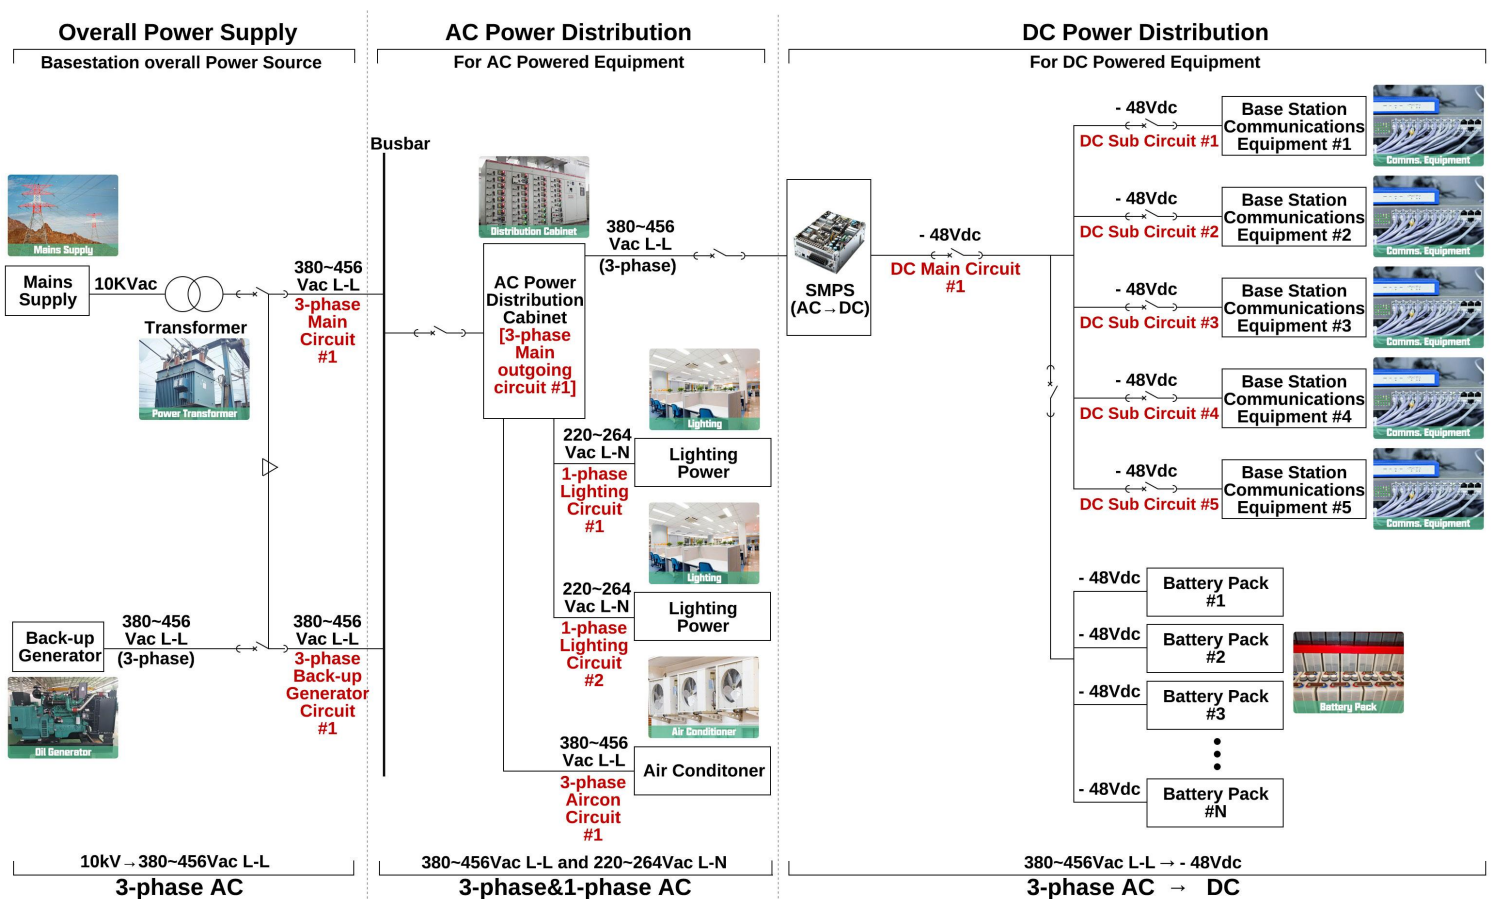 Overall Power Supply
Basestation overall Power Source
AC Power Distribution
For AC Powered Equipment
DC Power Distribution
For DC Powered Equipment
Mains Supply
Mains
Supply
10KVac
Transformer
Power Transformer
380~456
Vac L-L
3-phase
Main
Circuit
#1
Back-up
Generator
380~456
Vac L-L
(3-phase)
Oil Generator
380~456
Vac L-L
3-phase
Back-up
Generator
Circuit
#1
10kV→380~456Vac L-L
3-phase AC
Busbar
Distribution Cabinet
AC Power
Distribution
Cabinet
[3-phase
Main
outgoing
circuit #1]
380~456
Vac L-L
(3-phase)
Lighting
220~264
Vac L-N
1-phase
Lighting
Circuit
#1
Lighting
Power
Lighting
220~264
Vac L-N
1-phase
Lighting
Circuit
#2
Lighting
Power
Air Conditioner
380~456
Vac L-L
3-phase
Aircon
Circuit
#1
Air Conditoner
380~456Vac L-L and 220~264Vac L-N
3-phase&1-phase AC
SMPS
(AC→DC)
- 48Vdc
DC Main Circuit
#1
- 48Vdc
DC Sub Circuit #1
Base Station
Communications
Equipment #1
Comms. Equipment
- 48Vdc
DC Sub Circuit #2
Base Station
Communications
Equipment #2
Comms. Equipment
- 48Vdc
DC Sub Circuit #3
Base Station
Communications
Equipment #3
Comms. Equipment
- 48Vdc
DC Sub Circuit #4
Base Station
Communications
Equipment #4
Comms. Equipment
- 48Vdc
DC Sub Circuit #5
Base Station
Communications
Equipment #5
Comms. Equipment
- 48Vdc
Battery Pack
#1
- 48Vdc
Battery Pack
#2
- 48Vdc
Battery Pack
#3
- 48Vdc
Battery Pack
#N
Battery Pack
380~456Vac L-L → - 48Vdc
3-phase AC → DC